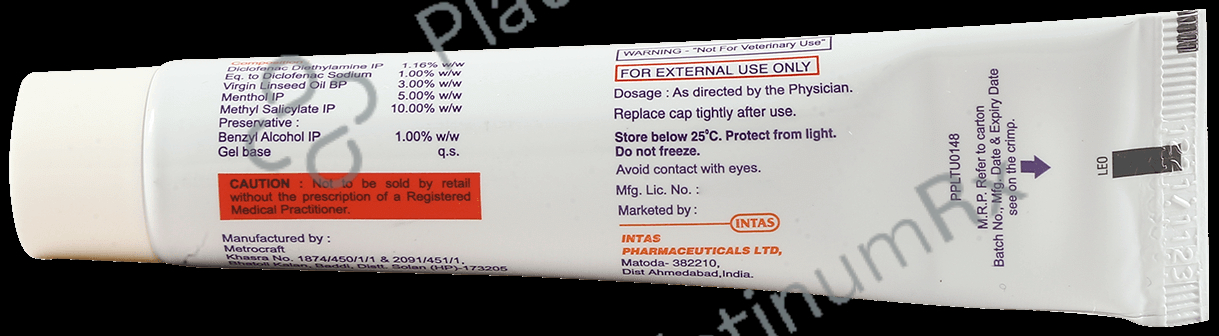 Composition
Diclofenac Diethylamine IP 1.16% w/w
Eq. to Diclofenac Sodium 1.00% w/w
Virgin Linseed Oil BP 3.00% w/w
Menthol IP 5.00% w/w
Methyl Salicylate IP 10.00% w/w
Preservative :
Benzyl Alcohol IP 1.00% w/w
Gel base q.s.
CAUTION : Not to be sold by retail
without the prescription of a Registered
Medical Practitioner.
Manufactured by :
Metrocraft
Khasra No. 1874/450/1/1 & 2091/451/1,
Bhatoli Kalan, Baddi, Distt. Solan (HP)-173205
WARNING - "Not For Veterinary Use"
FOR EXTERNAL USE ONLY
Dosage : As directed by the Physician.
Replace cap tightly after use.
Store below 25°C. Protect from light.
Do not freeze.
Avoid contact with eyes.
Mfg. Lic. No. :
Marketed by :
INTAS
INTAS
PHARMACEUTICALS LTD,
Matoda- 382210,
Dist Ahmedabad,India.
PPLTU0148
M.R.P. Refer to carton
Batch No., Mfg. Date & Expiry Date
see on the crimp.
LEO
PlatinumRx